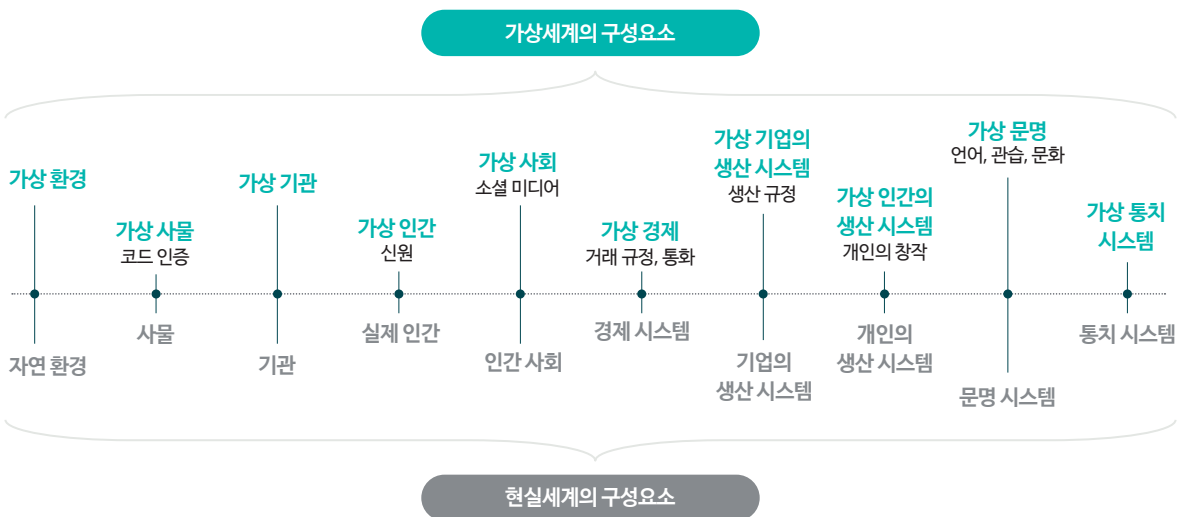 가상세계의 구성요소
가상 환경
가상 사물
코드 인증
가상 기관
가상 인간
신원
가상 사회
소셜 미디어
가상 경제
거래 규정, 통화
가상 기업의
생산 시스템
생산 규정
가상 인간의
생산 시스템
개인의 창작
가상 문명
언어, 관습, 문화
가상 통치
시스템
자연 환경
사물
기관
실제 인간
인간 사회
경제 시스템
기업의
생산 시스템
개인의
생산 시스템
문명 시스템
통치 시스템
현실세계의 구성요소